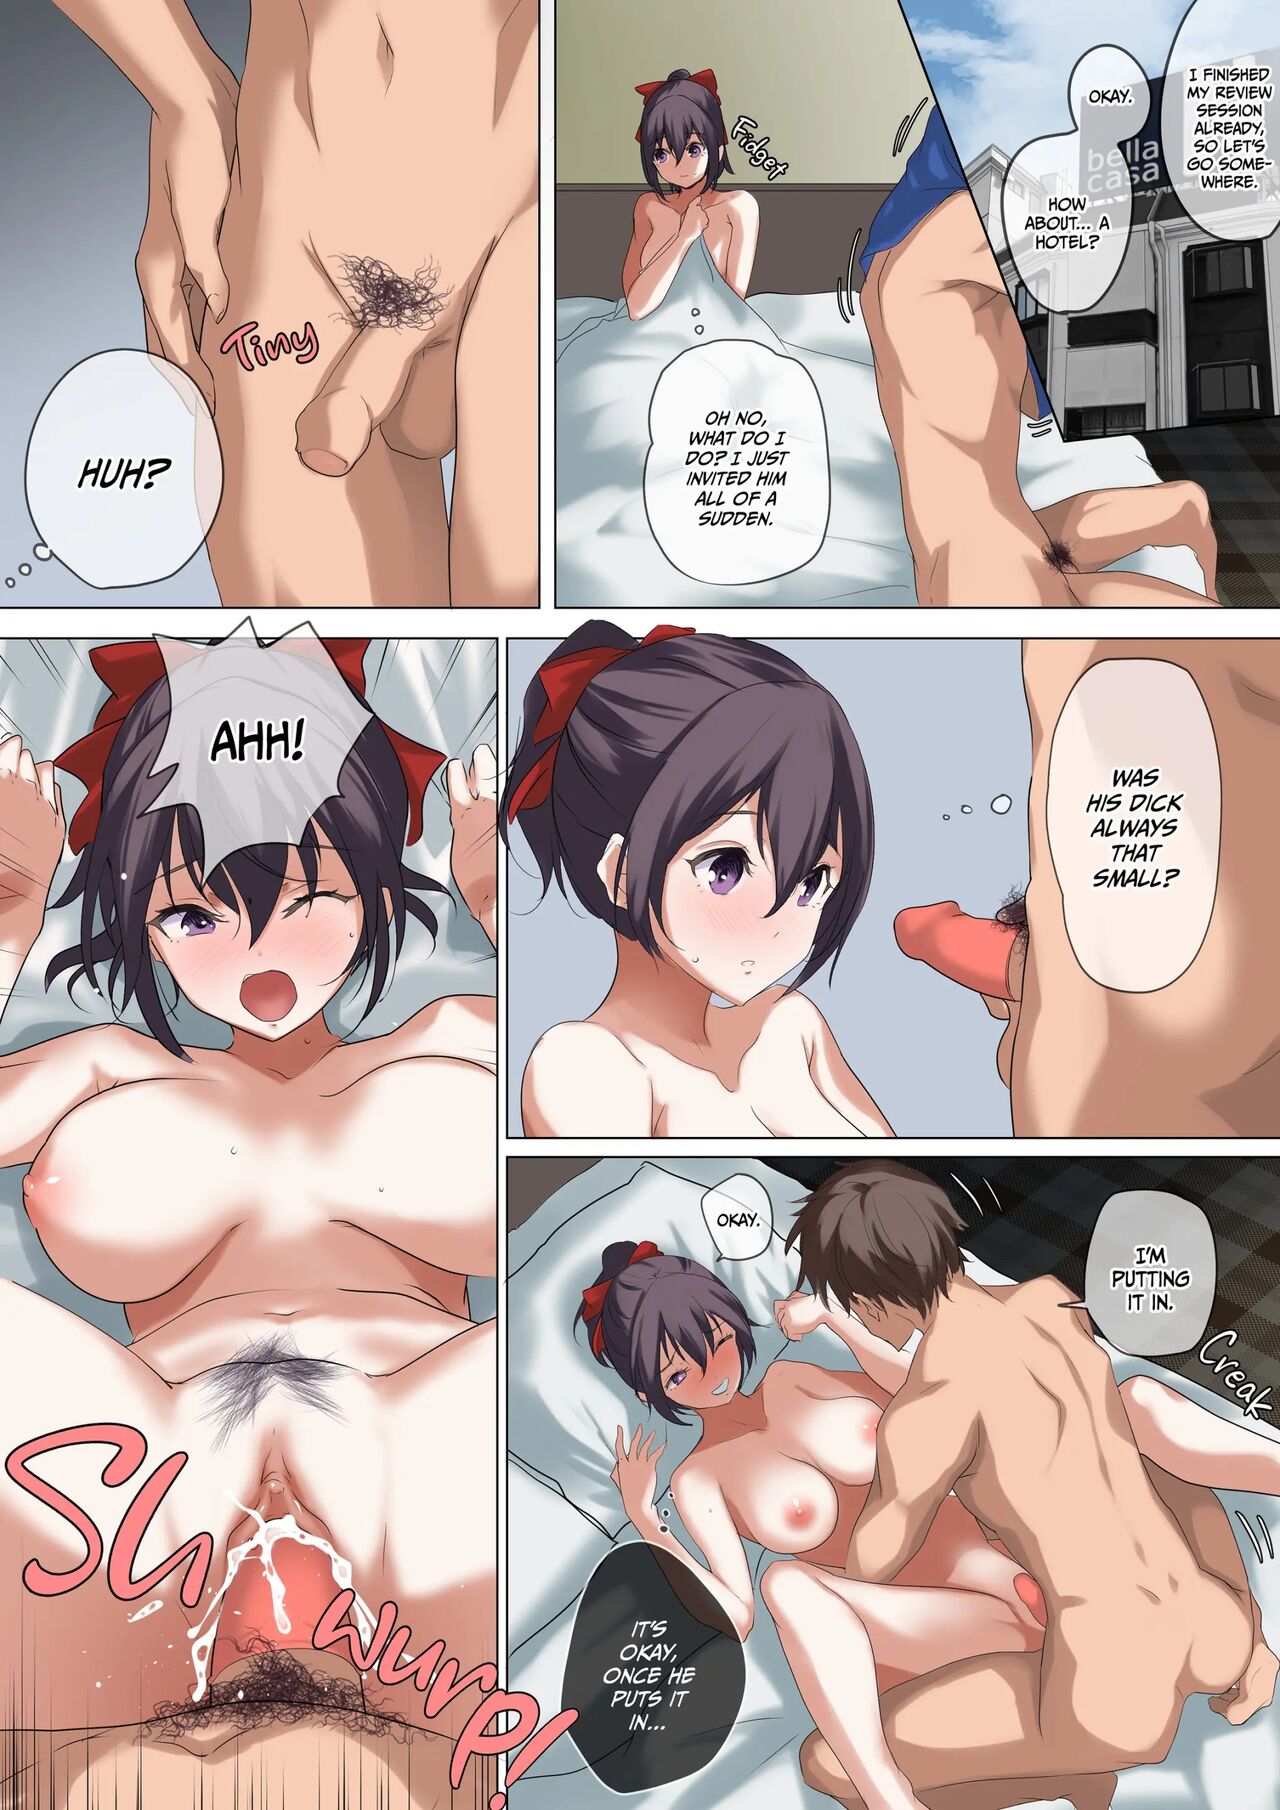 I FINISHED
MY REVIEW
SESSION
ALREADY,
SO LET'S
GO SOME-
WHERE.
OKAY.
HOW
ABOUT... A
HOTEL?
bella
casa
Fidget
OH NO,
WHAT DO I
DO? I JUST
INVITED HIM
ALL OF A
SUDDEN.
Tiny
HUH?
WAS
HIS DICK
ALWAYS
THAT
SMALL?
I'M
PUTTING
IT IN.
OKAY.
Creak
IT'S
OKAY,
ONCE HE
PUTS IT
IN...
AHH!
Sh
wurp!